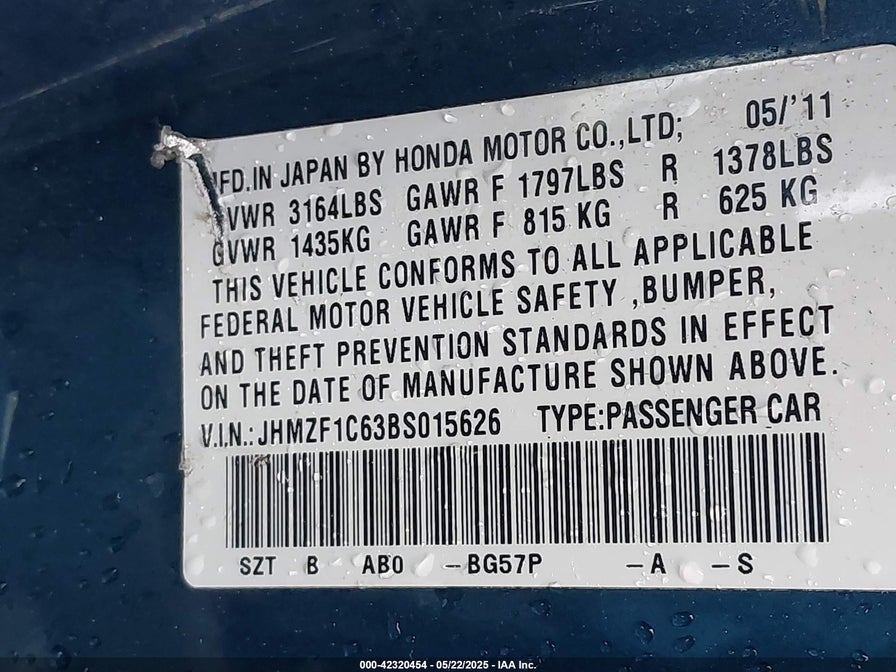 MFD.IN JAPAN BY HONDA MOTOR CO.,LTD; 05/'11
GVWR 3164LBS GAWR F 1797LBS R 1378LBS
GVWR 1435KG GAWR F 815 KG R 625 KG
THIS VEHICLE CONFORMS TO ALL APPLICABLE
FEDERAL MOTOR VEHICLE SAFETY ,BUMPER,
AND THEFT PREVENTION STANDARDS IN EFFECT
ON THE DATE OF MANUFACTURE SHOWN ABOVE.
V.I.N.:JHMZF1C63BS015626 TYPE:PASSENGER CAR
SZT B AB0 -BG57P -A -S
000-42320454 - 05/22/2025 - IAA Inc.